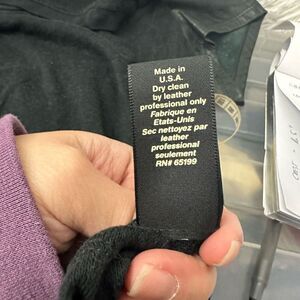 Made in
U.S.A.
Dry clean
by leather
professional only
Fabrique en
Etats-Unis
Sec nettoyez par
leather
professional
seulement
RN# 65199